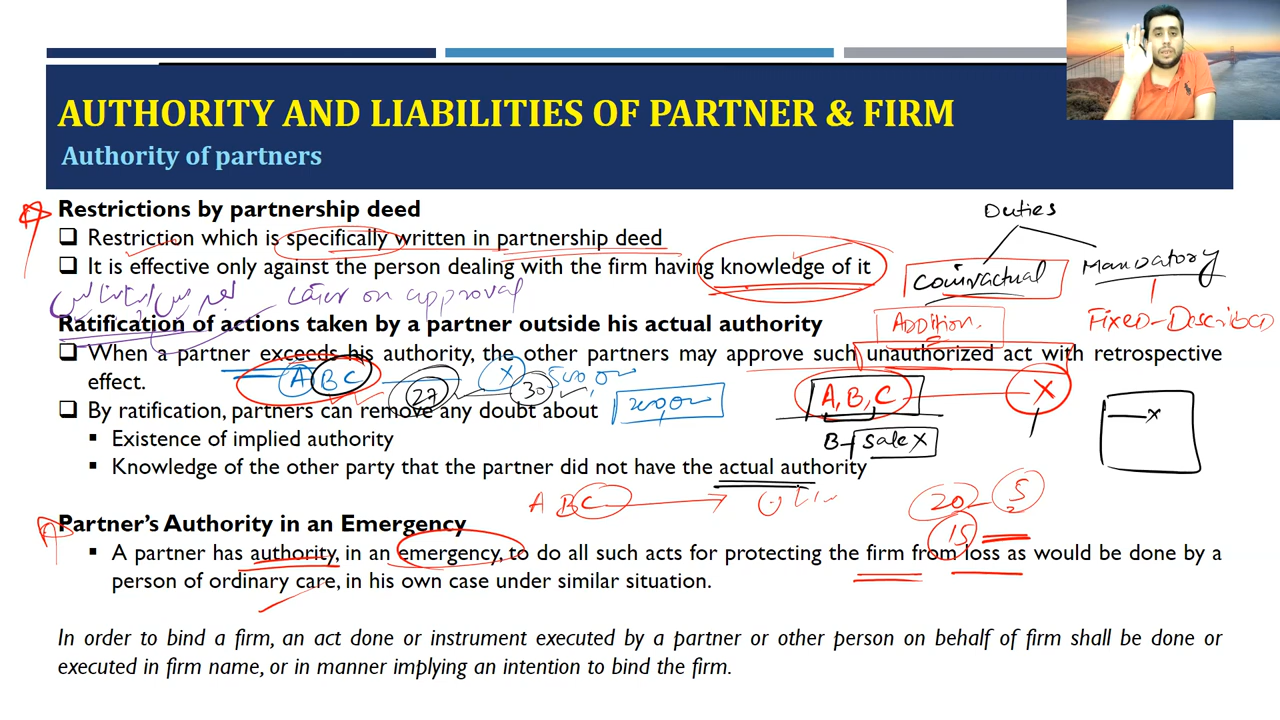 AUTHORITY AND LIABILITIES OF PARTNER & FIRM
Authority of partners
Restrictions by partnership deed
Duties
❑ Restriction which is specifically written in partnership deed
❑ It is effective only against the person dealing with the firm having knowledge of it
Contractual
Mandatory
Later on approval
Addition.
Fixed-Described
Ratification of actions taken by a partner outside his actual authority
❑ When a partner exceeds his authority, the other partners may approve such unauthorized act with retrospective
effect.
A B C
27
X
30
A, B, C
X
❑ By ratification, partners can remove any doubt about
▪ Existence of implied authority
B- Sale X
X
▪ Knowledge of the other party that the partner did not have the actual authority
A B C
20 - 5
Partner's Authority in an Emergency
15
▪ A partner has authority, in an emergency, to do all such acts for protecting the firm from loss as would be done by a
person of ordinary care, in his own case under similar situation.
In order to bind a firm, an act done or instrument executed by a partner or other person on behalf of firm shall be done or
executed in firm name, or in manner implying an intention to bind the firm.